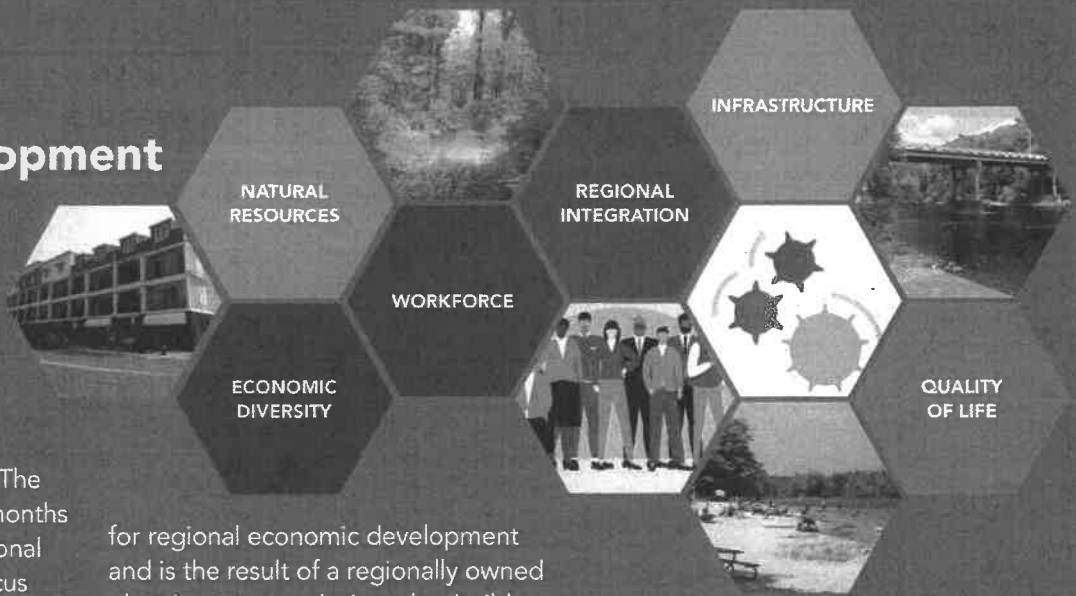 opment
NATURAL
RESOURCES
ECONOMIC
DIVERSITY
WORKFORCE
REGIONAL
INTEGRATION
INFRASTRUCTURE
QUALITY
OF LIFE
The
months
onal
cus
for regional economic development
and is the result of a regionally owned